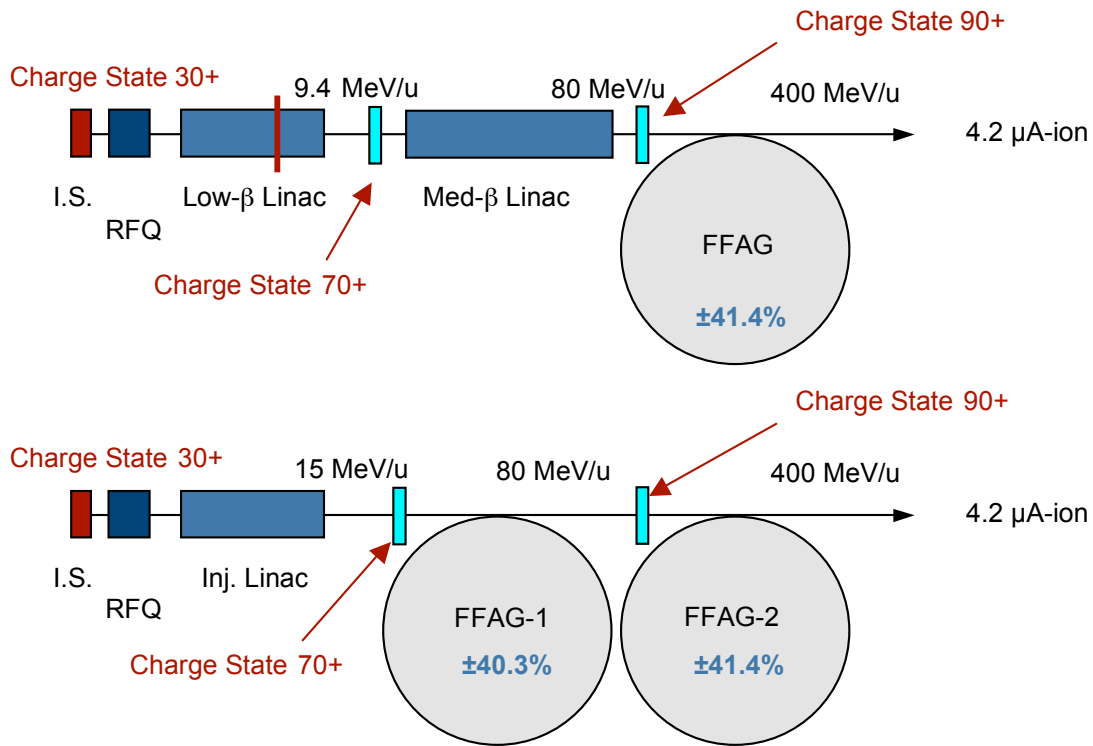 Charge State 90+
Charge State 30+
9.4 MeV/u
80 MeV/u
400 MeV/u
4.2 µA-ion
I.S.
RFQ
Low-β Linac
Med-β Linac
Charge State 70+
FFAG
±41.4%
Charge State 90+
Charge State 30+
15 MeV/u
80 MeV/u
400 MeV/u
4.2 µA-ion
I.S.
RFQ
Inj. Linac
Charge State 70+
FFAG-1
±40.3%
FFAG-2
±41.4%